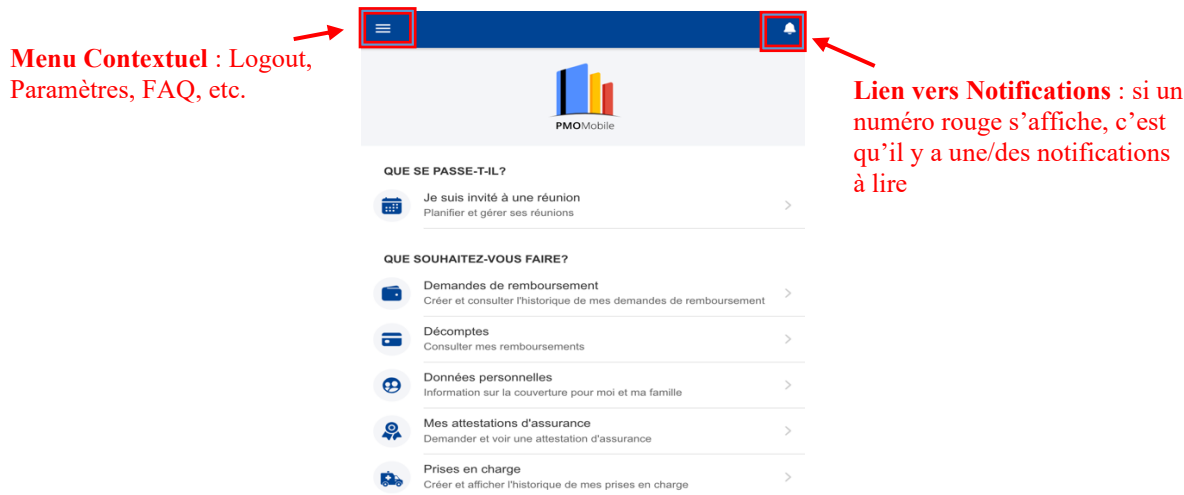 Menu Contextuel : Logout,
Paramètres, FAQ, etc.
Lien vers Notifications : si un
numéro rouge s’affiche, c’est
qu’il y a une/des notifications
à lire
PMOMobile
QUE SE PASSE-T-IL?
Je suis invité à une réunion
Planifier et gérer ses réunions
QUE SOUHAITEZ-VOUS FAIRE?
Demandes de remboursement
Créer et consulter l'historique de mes demandes de remboursement
Décomptes
Consulter mes remboursements
Données personnelles
Information sur la couverture pour moi et ma famille
Mes attestations d'assurance
Demander et voir une attestation d'assurance
Prises en charge
Créer et afficher l'historique de mes prises en charge